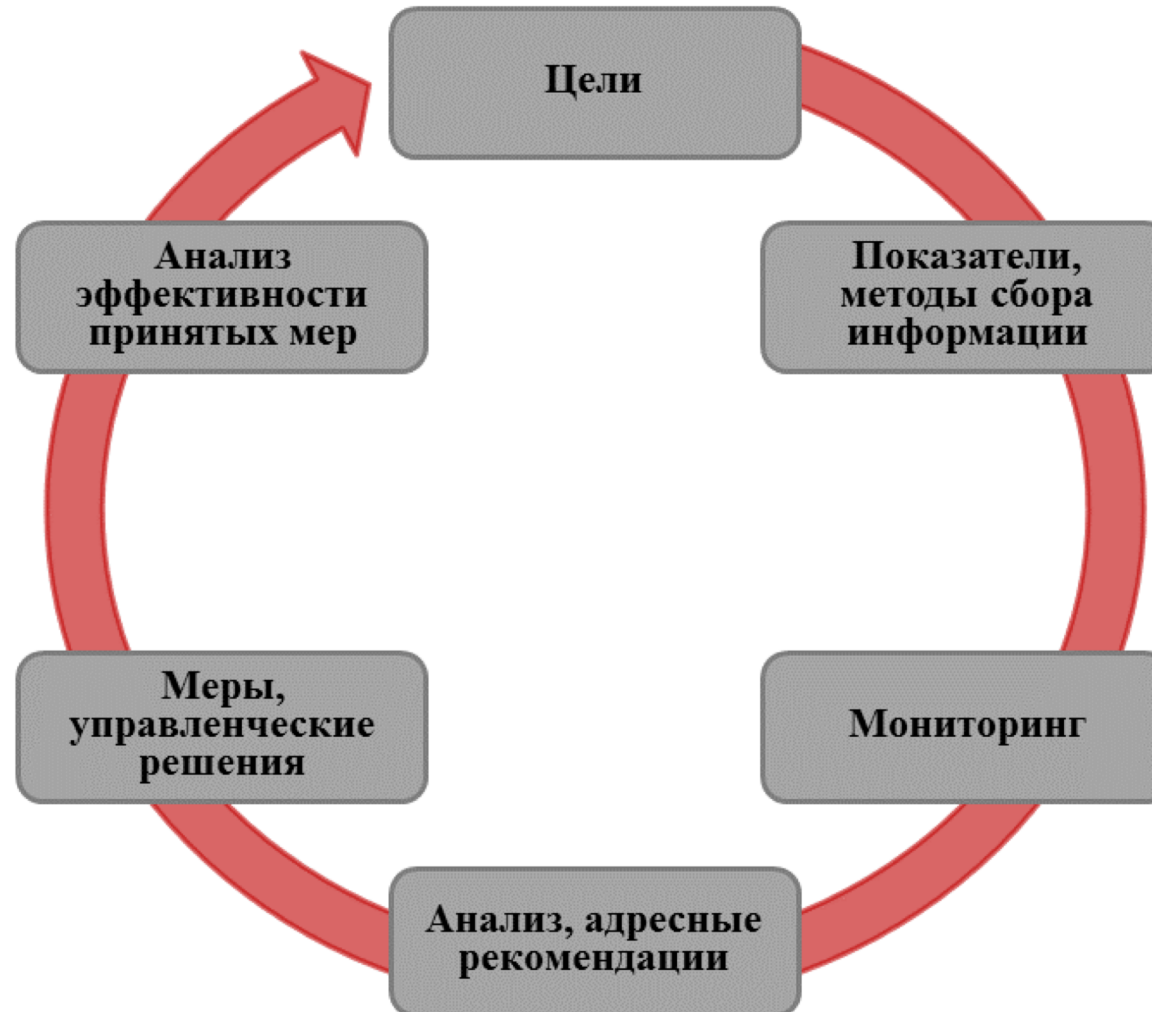 Цели
Показатели,
методы сбора
информации
Мониторинг
Анализ, адресные
рекомендации
Меры,
управленческие
решения
Анализ
эффективности
принятых мер